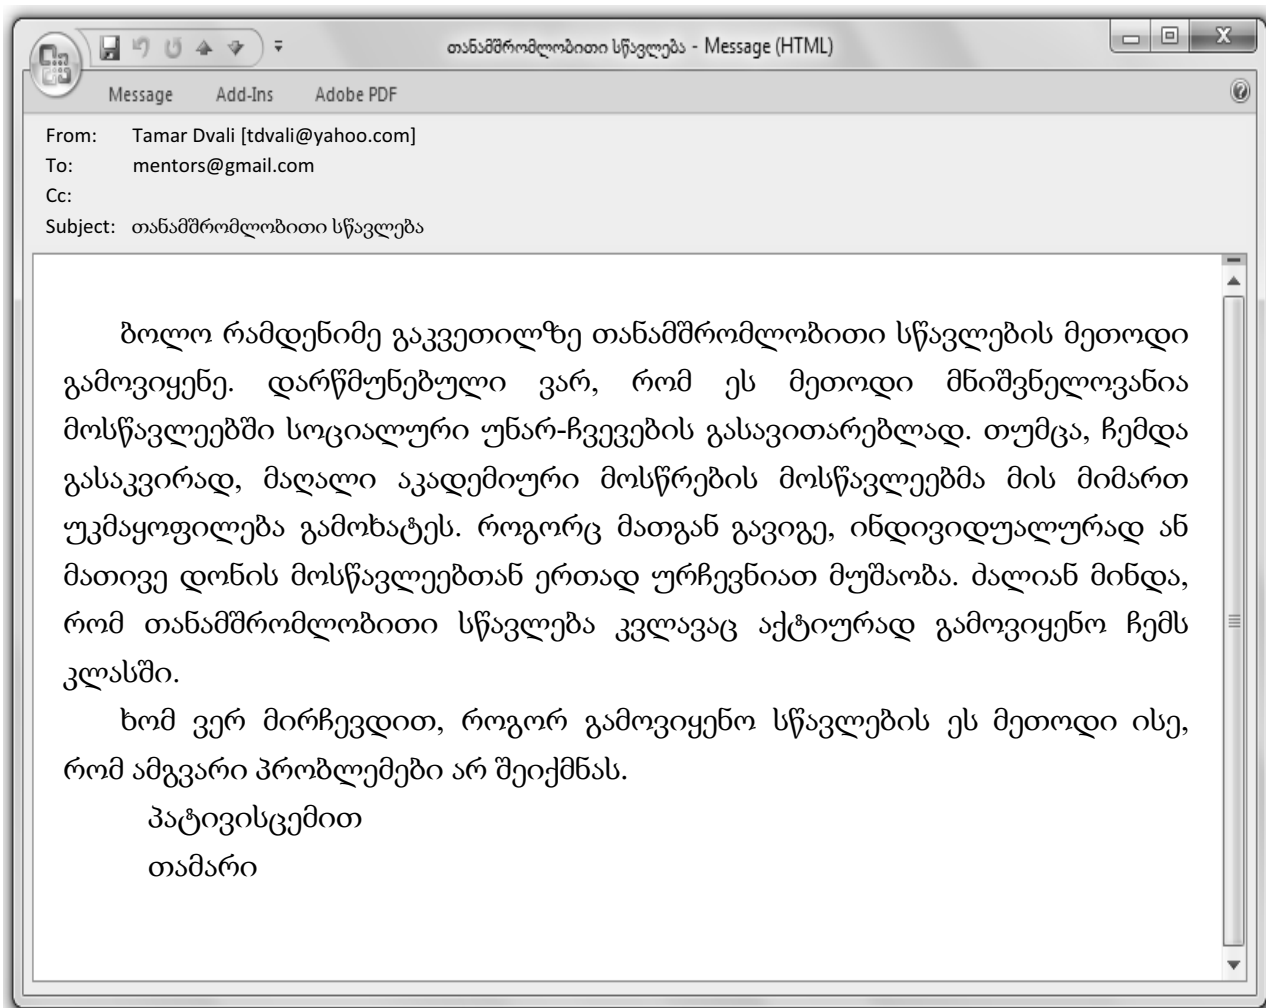 თანამშრომლობითი სწავლება - Message (HTML)
Message Add-Ins Adobe PDF
From: Tamar Dvali [tdvali@yahoo.com]
To: mentors@gmail.com
Cc:
Subject: თანამშრომლობითი სწავლება
ბოლო რამდენიმე გაკვეთილზე თანამშრომლობითი სწავლების მეთოდი
გამოვიყენე. დარწმუნებული ვარ, რომ ეს მეთოდი მნიშვნელოვანია
მოსწავლეებში სოციალური უნარ-ჩვევების გასავითარებლად. თუმცა, ჩემდა
გასაკვირად, მაღალი აკადემიური მოსწრების მოსწავლეებმა მის მიმართ
უკმაყოფილება გამოხატეს. როგორც მათგან გავიგე, ინდივიდუალურად ან
მათივე დონის მოსწავლეებთან ერთად ურჩევნიათ მუშაობა. ძალიან მინდა,
რომ თანამშრომლობითი სწავლება კვლავაც აქტიურად გამოვიყენო ჩემს
კლასში.
ხომ ვერ მირჩევდით, როგორ გამოვიყენო სწავლების ეს მეთოდი ისე,
რომ ამგვარი პრობლემები არ შეიქმნას.
პატივისცემით
თამარი